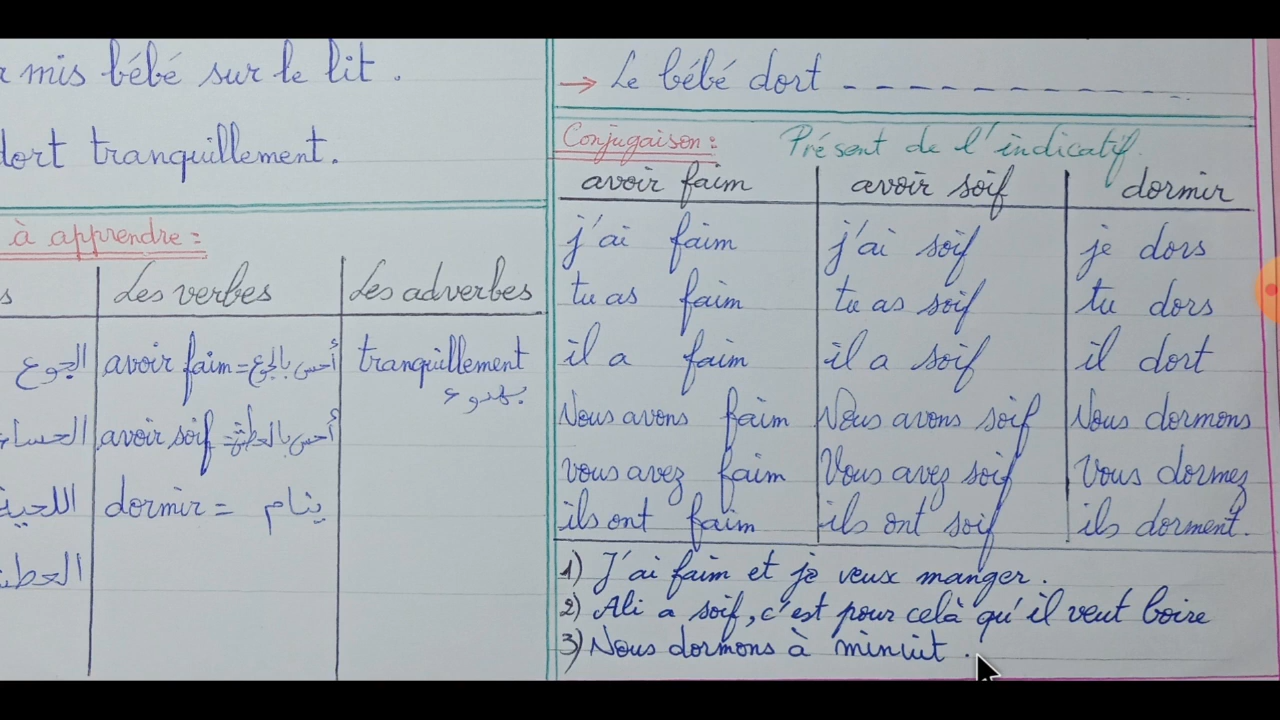 mis bébé sur le lit .
dort tranquillement.
à apprendre :
Les verbes
Les adverbes
الجوع
avoir faim = أحس بالجوع
tranquillement
بهدوء
avoir soif = أحس بالعطش
dormir = ينام
→ Le bébé dort - - - - - - - - - - - -
Conjugaison : Présent de l'indicatif.
avoir faim
avoir soif
dormir
j'ai faim
j'ai soif
je dors
tu as faim
tu as soif
tu dors
il a faim
il a soif
il dort
Nous avons faim
Nous avons soif
Nous dormons
vous avez faim
Vous avez soif
Vous dormez
ils ont faim
ils ont soif
ils dorment.
1) J'ai faim et je veux manger .
2) Ali a soif, c'est pour celà qu'il veut boire
3) Nous dormons à minuit .